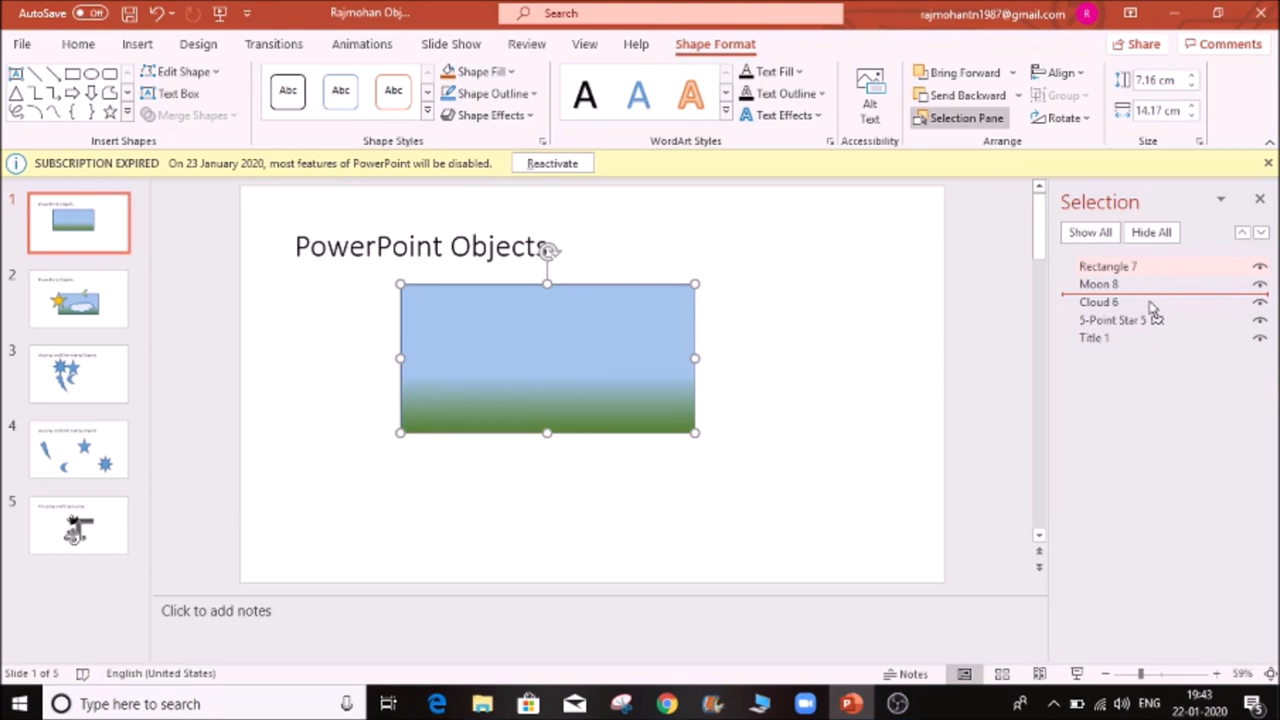 AutoSave Off Rajmohan Obj... Search rajmohantn1987@gmail.com R
File Home Insert Design Transitions Animations Slide Show Review View Help Shape Format Share Comments
Edit Shape Shape Fill Text Fill Bring Forward Align 7.16 cm
Text Box Abc Abc Abc Shape Outline A A A Text Outline Alt Text Send Backward Group 14.17 cm
Merge Shapes Shape Effects Text Effects Selection Pane Rotate
Insert Shapes Shape Styles WordArt Styles Accessibility Arrange Size
SUBSCRIPTION EXPIRED On 23 January 2020, most features of PowerPoint will be disabled. Reactivate
1
2
3
4
5
PowerPoint Objects
Selection
Show All Hide All
Rectangle 7
Moon 8
Cloud 6
5-Point Star 5
Title 1
Click to add notes
Slide 1 of 5 English (United States) Notes 59%
Type here to search ENG 19:43
22-01-2020 5